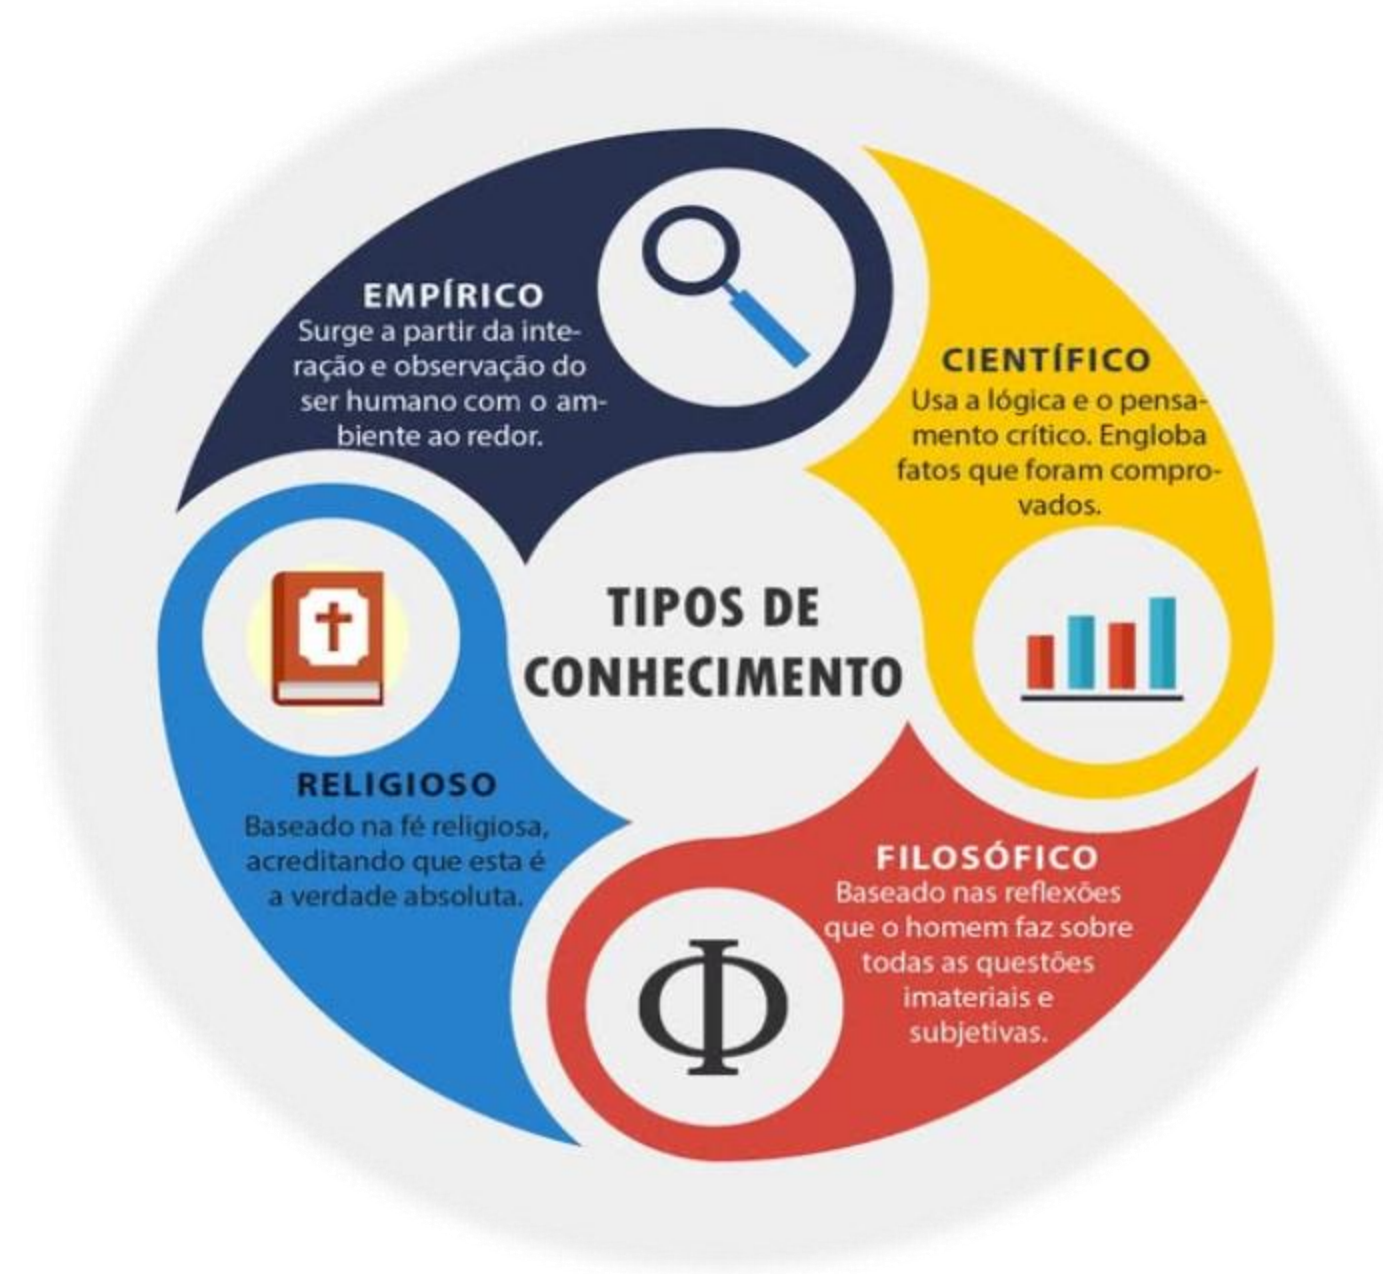 EMPÍRICO
Surge a partir da inte-
ração e observação do
ser humano com o am-
biente ao redor.
CIENTÍFICO
Usa a lógica e o pensa-
mento crítico. Engloba
fatos que foram compro-
vados.
TIPOS DE
CONHECIMENTO
RELIGIOSO
Baseado na fé religiosa,
acreditando que esta é
a verdade absoluta.
FILOSÓFICO
Baseado nas reflexões
que o homem faz sobre
todas as questões
imateriais e
subjetivas.
Φ